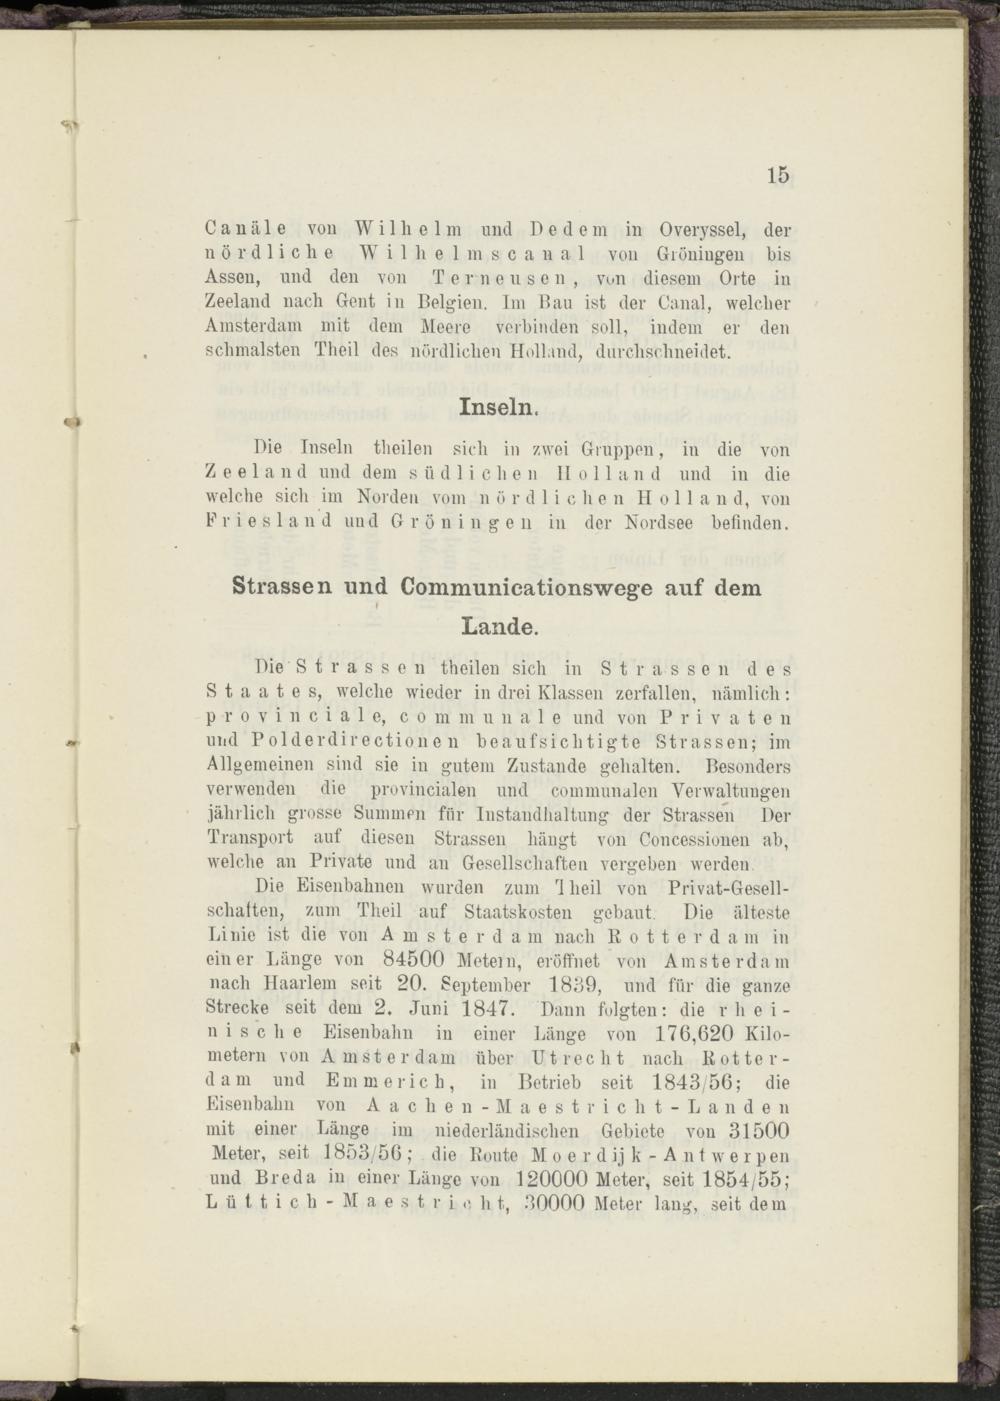 15
Canäle von Wilhelm und Dedem in Overyssel, der
nördliche Wilhelmscanal von Gröningen bis
Assen, und den von Terneusen, von diesem Orte in
Zeeland nach Gent in Belgien. Im Bau ist der Canal, welcher
Amsterdam mit dem Meere verbinden soll, indem er den
schmalsten Theil des nördlichen Holland, durchschneidet.
Inseln.
Die Inseln theilen sich in zwei Gruppen, in die von
Zeeland und dem südlichen Holland und in die
welche sich im Norden vom nördlichen Holland, von
Friesland und Gröningen in der Nordsee befinden.
Strassen und Communicationswege auf dem
Lande.
Die Strassen theilen sich in Strassen des
Staates, welche wieder in drei Klassen zerfallen, nämlich:
provinciale, communale und von Privaten
und Polderdirectionen beaufsichtigte Strassen; im
Allgemeinen sind sie in gutem Zustande gehalten. Besonders
verwenden die provincialen und communalen Verwaltungen
jährlich grosse Summen für Instandhaltung der Strassen Der
Transport auf diesen Strassen hängt von Concessionen ab,
welche an Private und an Gesellschaften vergeben werden.
Die Eisenbahnen wurden zum Theil von Privat-Gesell-
schaften, zum Theil auf Staatskosten gebaut. Die älteste
Linie ist die von Amsterdam nach Rotterdam in
einer Länge von 84500 Metern, eröffnet von Amsterdam
nach Haarlem seit 20. September 1839, und für die ganze
Strecke seit dem 2. Juni 1847. Dann folgten: die rhei-
nische Eisenbahn in einer Länge von 176,620 Kilo-
metern von Amsterdam über Utrecht nach Rotter-
dam und Emmerich, in Betrieb seit 1843/56; die
Eisenbahn von Aachen-Maestricht-Landen
mit einer Länge im niederländischen Gebiete von 31500
Meter, seit 1853/56; die Route Moerdijk-Antwerpen
und Breda in einer Länge von 120000 Meter, seit 1854/55;
Lüttich-Maestricht, 30000 Meter lang, seit dem